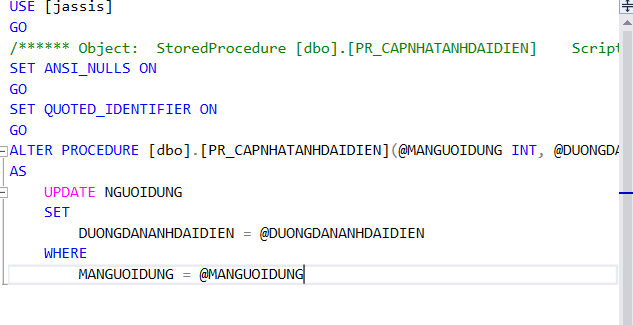 USE [jassis]
GO
/****** Object:  StoredProcedure [dbo].[PR_CAPNHATANHDAIDIEN]    Script
SET ANSI_NULLS ON
GO
SET QUOTED_IDENTIFIER ON
GO
ALTER PROCEDURE [dbo].[PR_CAPNHATANHDAIDIEN](@MANGUOIDUNG INT, @DUONGDA
AS
    UPDATE NGUOIDUNG
    SET
        DUONGDANANHDAIDIEN = @DUONGDANANHDAIDIEN
    WHERE
        MANGUOIDUNG = @MANGUOIDUNG